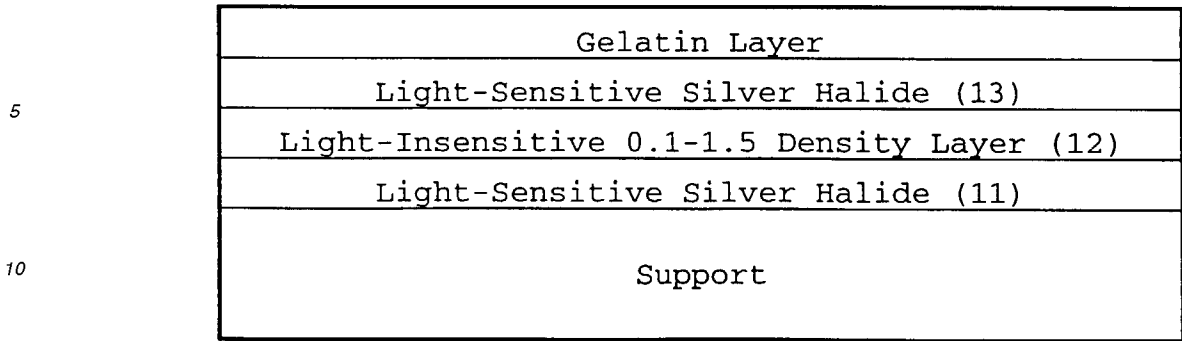 Gelatin Layer
Light-Sensitive Silver Halide (13)
5
Light-Insensitive 0.1-1.5 Density Layer (12)
Light-Sensitive Silver Halide (11)
10
Support